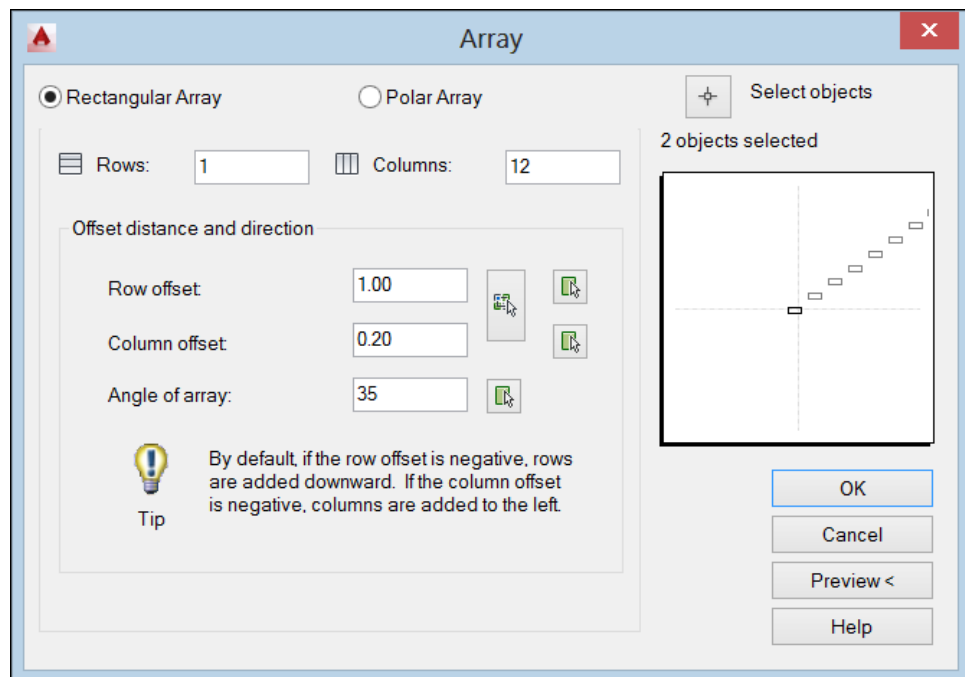 Array
Rectangular Array
Polar Array
Select objects
2 objects selected
Rows:
1
Columns:
12
Offset distance and direction
Row offset:
1.00
Column offset:
0.20
Angle of array:
35
By default, if the row offset is negative, rows
are added downward. If the column offset
is negative, columns are added to the left.
Tip
OK
Cancel
Preview <
Help